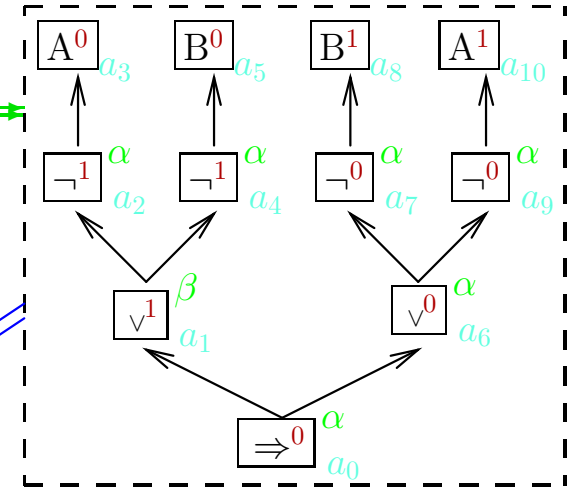 A⁰ a₃ B⁰ a₅ B¹ a₈ A¹ a₁₀
¬¹ α a₂ ¬¹ α a₄ ¬⁰ α a₇ ¬⁰ α a₉
∨¹ β a₁ ∨⁰ α a₆
⇒⁰ α a₀